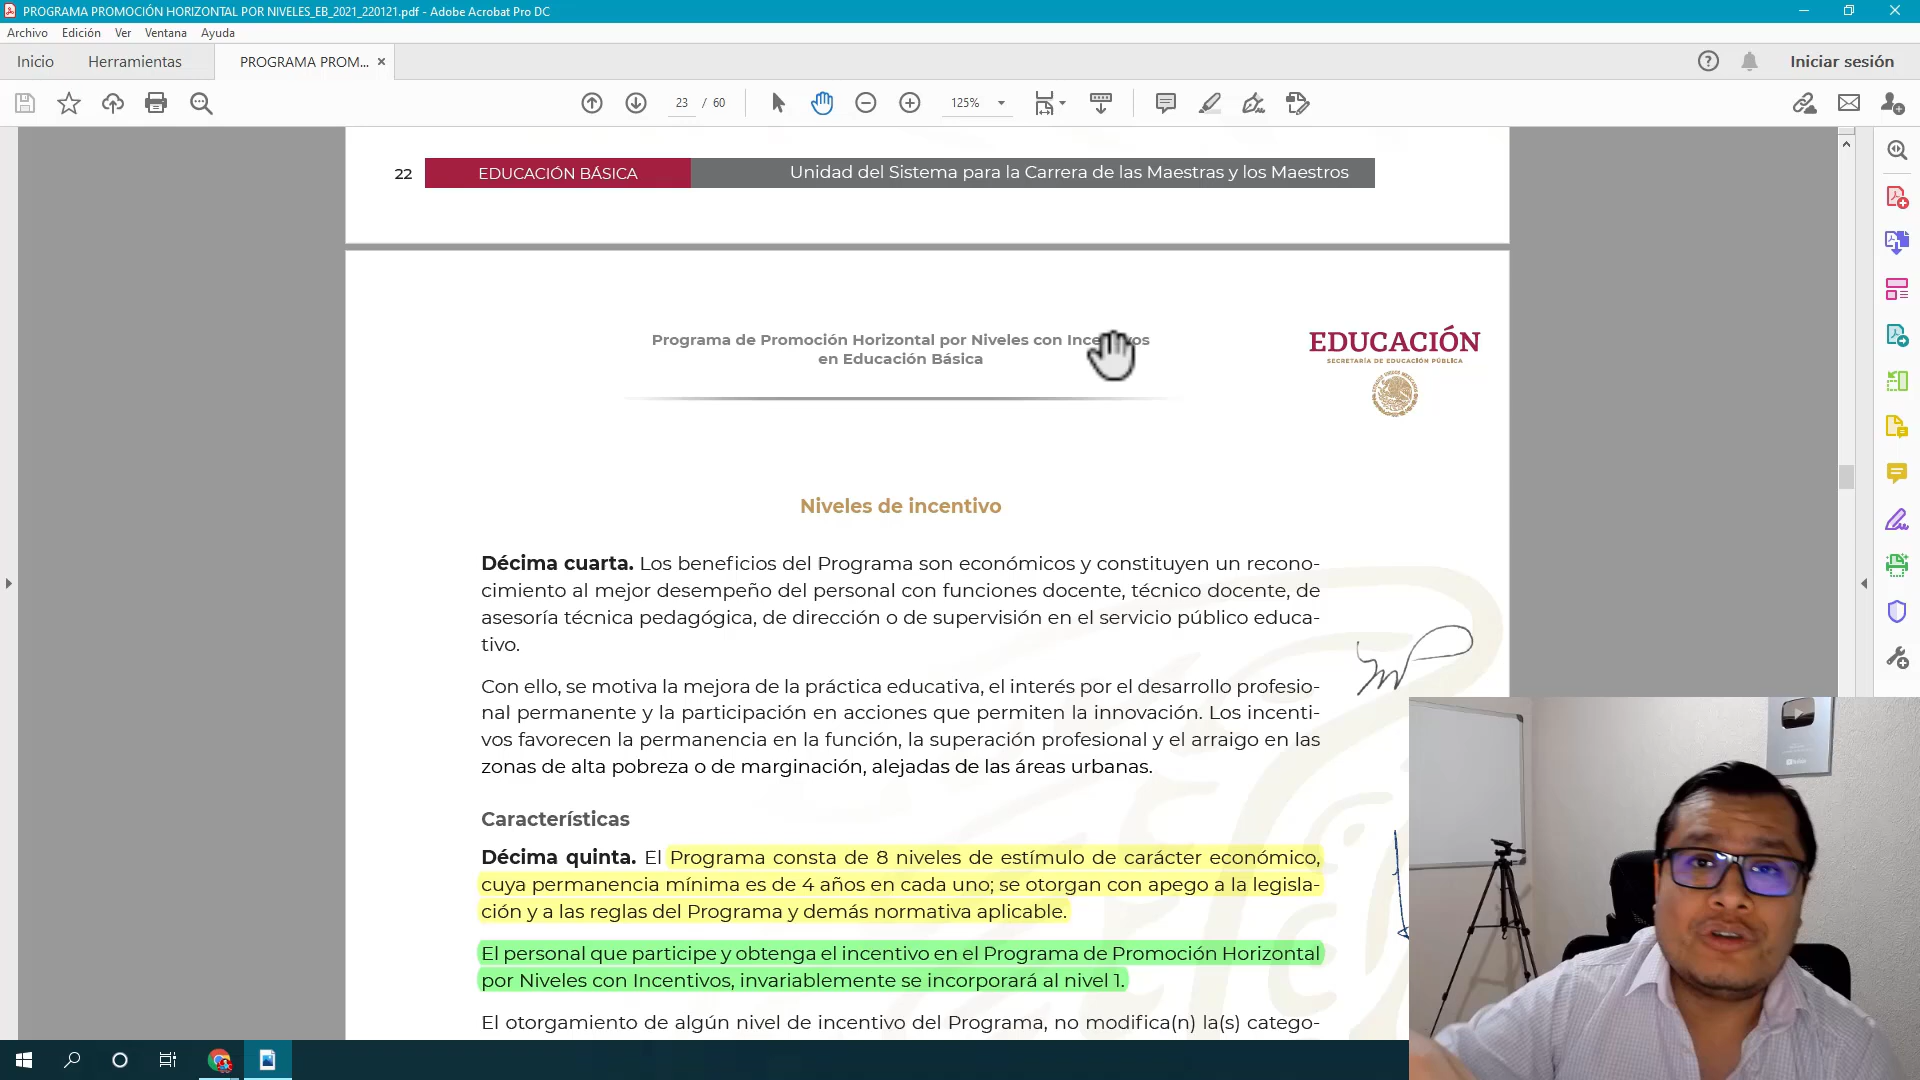 PROGRAMA PROMOCIÓN HORIZONTAL POR NIVELES_EB_2021_220121.pdf - Adobe Acrobat Pro DC
Archivo Edición Ver Ventana Ayuda
Inicio Herramientas PROGRAMA PROM... × Iniciar sesión
23 / 60 125%
22 EDUCACIÓN BÁSICA Unidad del Sistema para la Carrera de las Maestras y los Maestros
Programa de Promoción Horizontal por Niveles con Incentivos
en Educación Básica
EDUCACIÓN
SECRETARÍA DE EDUCACIÓN PÚBLICA
Niveles de incentivo
Décima cuarta. Los beneficios del Programa son económicos y constituyen un recono-
cimiento al mejor desempeño del personal con funciones docente, técnico docente, de
asesoría técnica pedagógica, de dirección o de supervisión en el servicio público educa-
tivo.
Con ello, se motiva la mejora de la práctica educativa, el interés por el desarrollo profesio-
nal permanente y la participación en acciones que permiten la innovación. Los incenti-
vos favorecen la permanencia en la función, la superación profesional y el arraigo en las
zonas de alta pobreza o de marginación, alejadas de las áreas urbanas.
Características
Décima quinta. El Programa consta de 8 niveles de estímulo de carácter económico,
cuya permanencia mínima es de 4 años en cada uno; se otorgan con apego a la legisla-
ción y a las reglas del Programa y demás normativa aplicable.
El personal que participe y obtenga el incentivo en el Programa de Promoción Horizontal
por Niveles con Incentivos, invariablemente se incorporará al nivel 1.
El otorgamiento de algún nivel de incentivo del Programa, no modifica(n) la(s) catego-